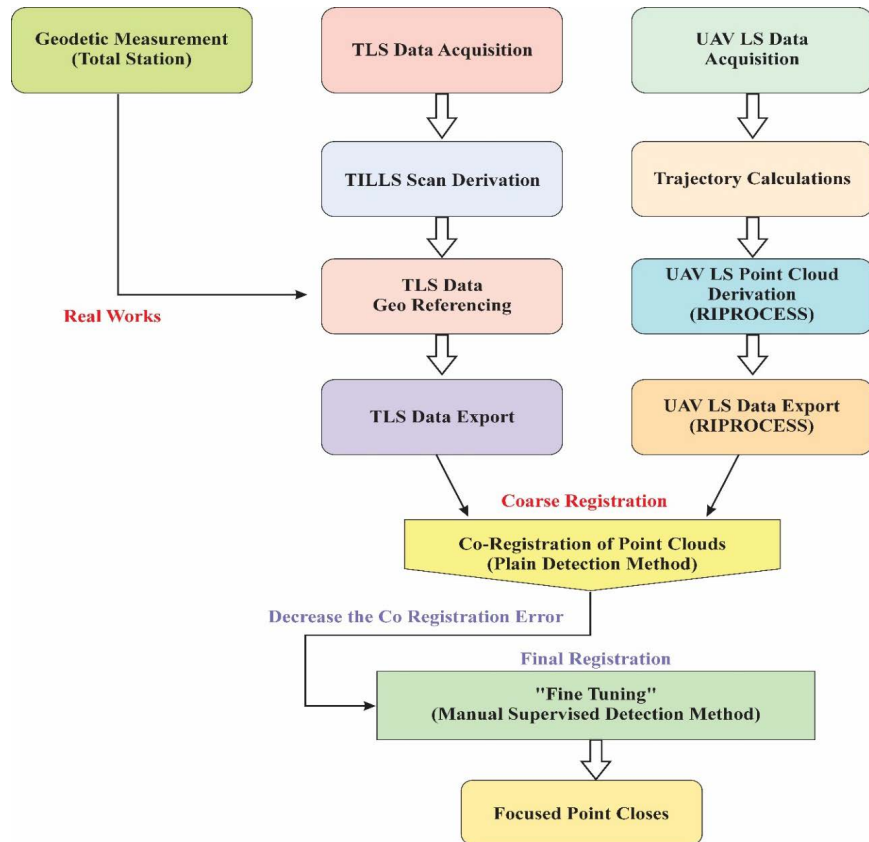 Geodetic Measurement
(Total Station)
TLS Data Acquisition
UAV LS Data
Acquisition
TILLS Scan Derivation
Trajectory Calculations
TLS Data
Geo Referencing
UAV LS Point Cloud
Derivation
(RIPROCESS)
Real Works
TLS Data Export
UAV LS Data Export
(RIPROCESS)
Coarse Registration
Co-Registration of Point Clouds
(Plain Detection Method)
Decrease the Co Registration Error
Final Registration
"Fine Tuning"
(Manual Supervised Detection Method)
Focused Point Closes